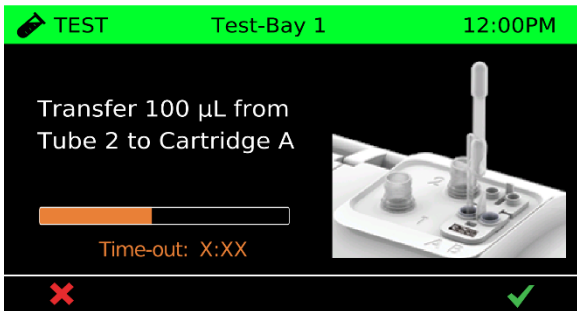 TEST
Test-Bay 1
12:00PM
Transfer 100 µL from
Tube 2 to Cartridge A
Time-out: X:XX
2
1
A B